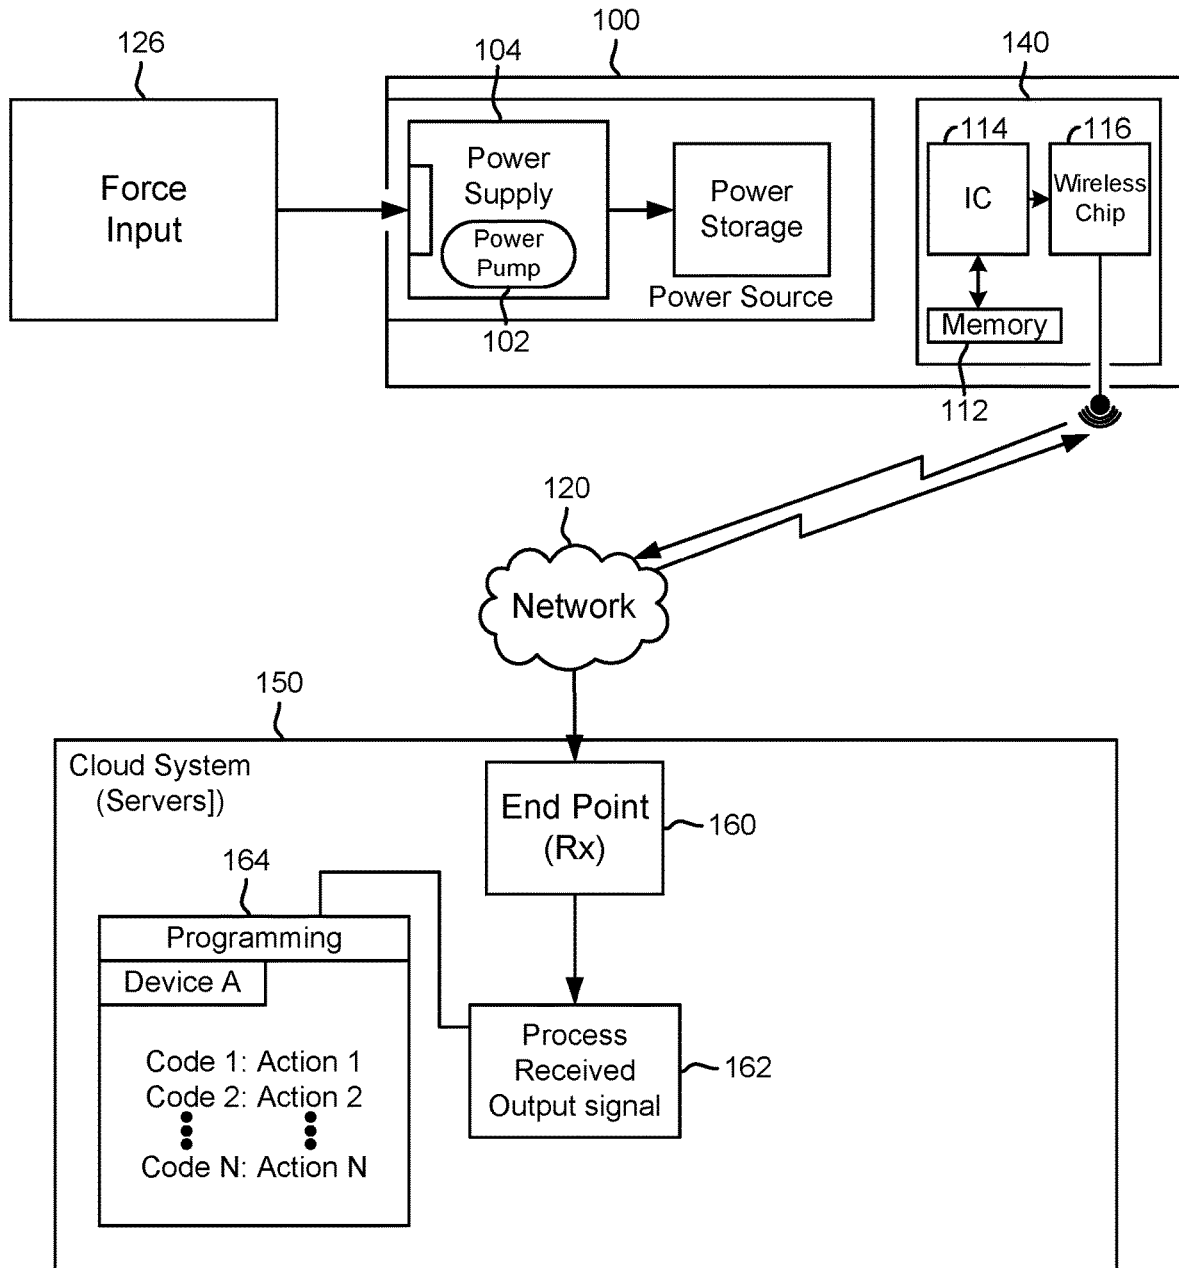 126
100
104
140
114
116
Force
Input
Power
Supply
Power
Pump
Power
Storage
Power Source
IC
Wireless
Chip
Memory
102
112
120
Network
150
Cloud System
(Servers])
End Point
(Rx)
160
164
Programming
Device A
Code 1: Action 1
Code 2: Action 2
Code N: Action N
Process
Received
Output signal
162